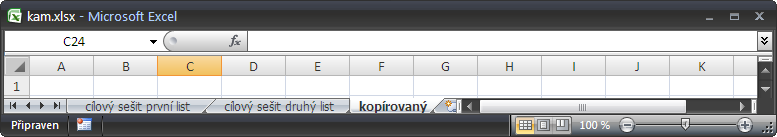 kam.xlsx - Microsoft Excel
C24 fx
A B C D E F G H I J K
1
cílový sešit první list cílový sešit druhý list kopírovaný
Připraven 100 %